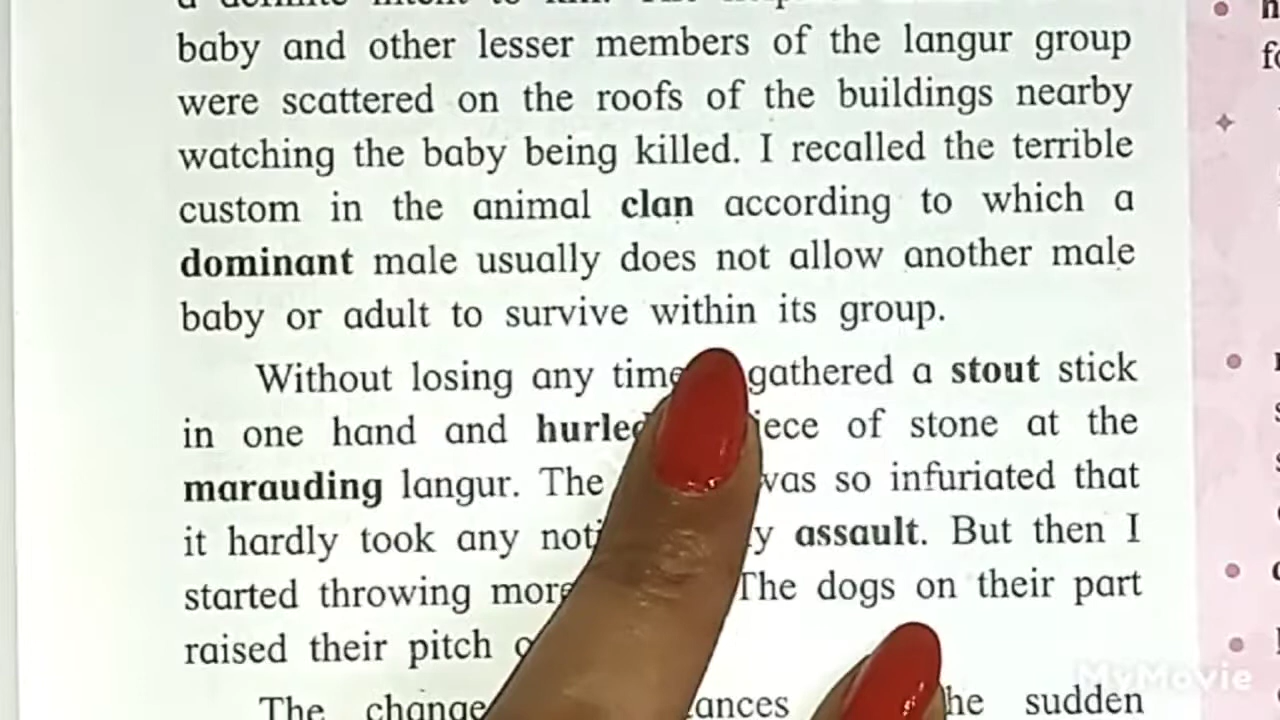 baby and other lesser members of the langur group
were scattered on the roofs of the buildings nearby
watching the baby being killed. I recalled the terrible
custom in the animal clan according to which a
dominant male usually does not allow another male
baby or adult to survive within its group.
Without losing any time gathered a stout stick
in one hand and hurled piece of stone at the
marauding langur. The was so infuriated that
it hardly took any assault. But then I
started throwing more The dogs on their part
raised their pitch
The sudden
MyMovie